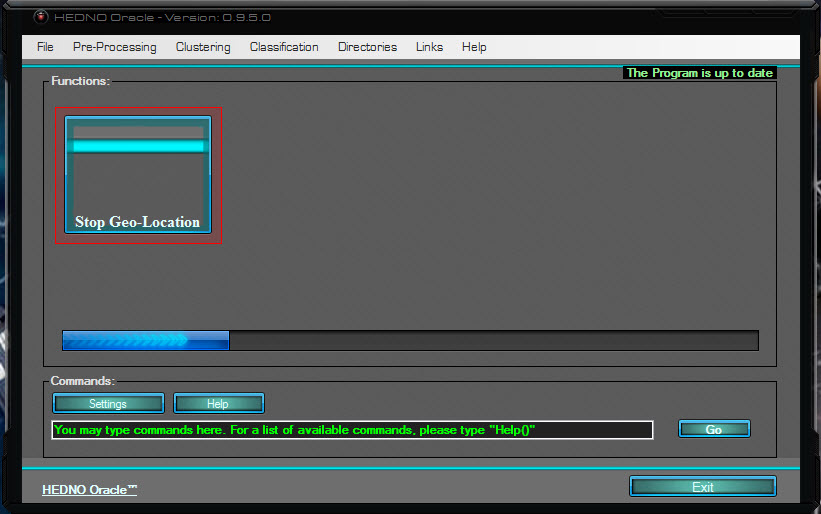 HEDNO Oracle - Version: 0.9.5.0
File Pre-Processing Clustering Classification Directories Links Help
The Program is up to date
Functions:
Stop Geo-Location
Commands:
Settings Help
You may type commands here. For a list of available commands, please type "Help()"
Go
HEDNO Oracle™
Exit